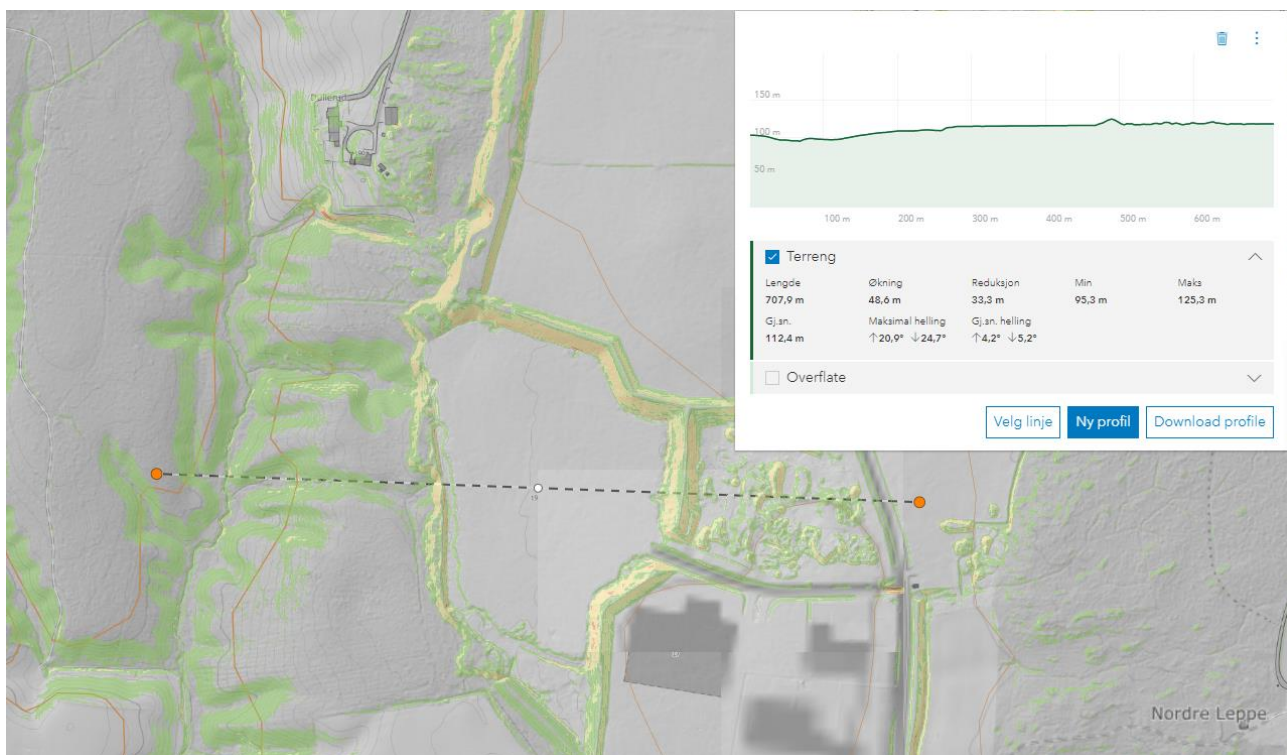 150 m
100 m
50 m
100 m 200 m 300 m 400 m 500 m 600 m
Terreng
Lengde Økning Reduksjon Min Maks
707,9 m 48,6 m 33,3 m 95,3 m 125,3 m
Gj.sn. Maksimal helling Gj.sn. helling
112,4 m ↑20,9° ↓24,7° ↑4,2° ↓5,2°
Overflate
Velg linje Ny profil Download profile
Nordre Leppe